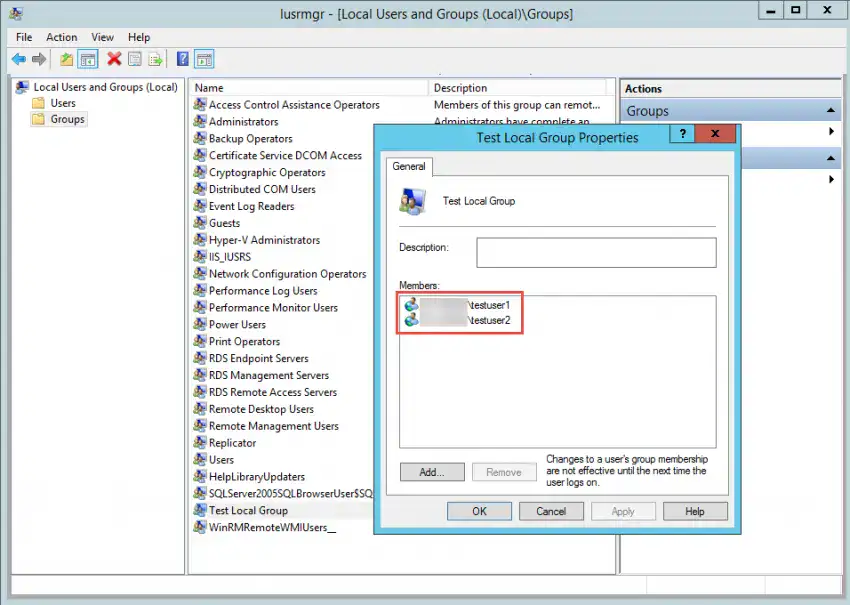 lusrmgr - [Local Users and Groups (Local)\Groups]
File Action View Help
Local Users and Groups (Local)
Users
Groups
Name Description
Access Control Assistance Operators Members of this group can remot...
Administrators Administrators have complete an
Backup Operators
Certificate Service DCOM Access
Cryptographic Operators
Distributed COM Users
Event Log Readers
Guests
Hyper-V Administrators
IIS_IUSRS
Network Configuration Operators
Performance Log Users
Performance Monitor Users
Power Users
Print Operators
RDS Endpoint Servers
RDS Management Servers
RDS Remote Access Servers
Remote Desktop Users
Remote Management Users
Replicator
Users
HelpLibraryUpdaters
SQLServer2005SQLBrowserUser$SQ
Test Local Group
WinRMRemoteWMIUsers__
Actions
Groups
Test Local Group Properties
? X
General
Test Local Group
Description:
Members:
\testuser1
\testuser2
Add... Remove
Changes to a user's group membership
are not effective until the next time the
user logs on.
OK Cancel Apply Help